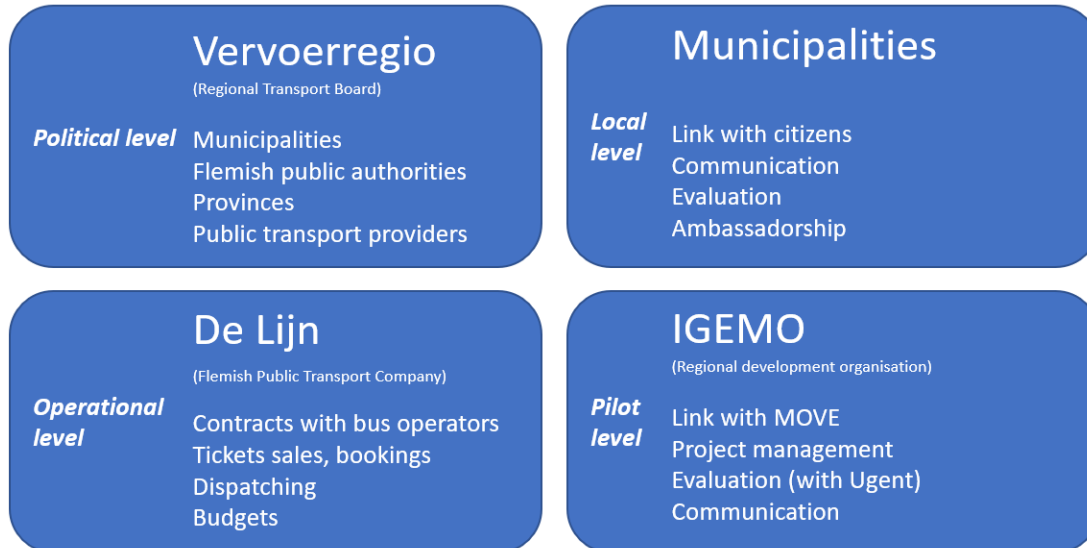 Vervoerregio
(Regional Transport Board)
Political level
Municipalities
Flemish public authorities
Provinces
Public transport providers
Municipalities
Local
level
Link with citizens
Communication
Evaluation
Ambassadorship
De Lijn
(Flemish Public Transport Company)
Operational
level
Contracts with bus operators
Tickets sales, bookings
Dispatching
Budgets
IGEMO
(Regional development organisation)
Pilot
level
Link with MOVE
Project management
Evaluation (with Ugent)
Communication